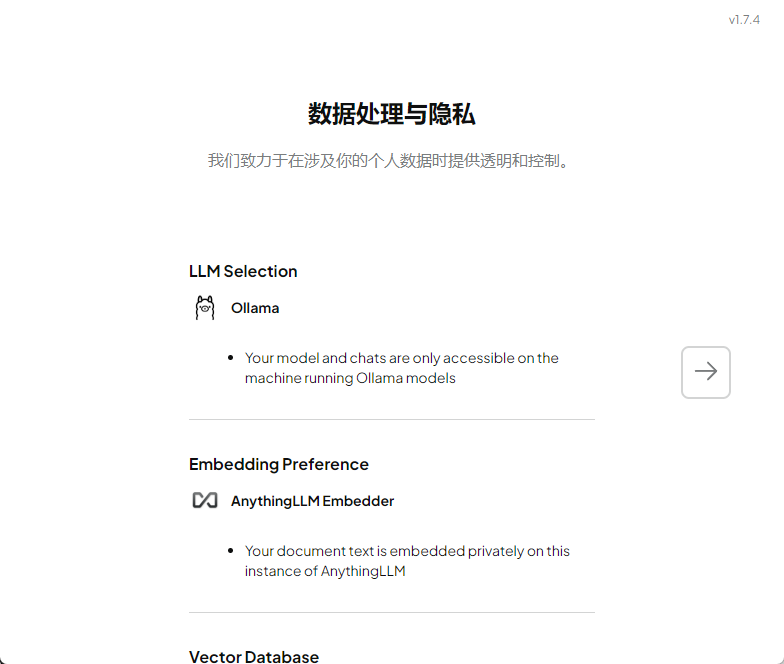 v1.7.4
数据处理与隐私
我们致力于在涉及你的个人数据时提供透明和控制。
LLM Selection
Ollama
Your model and chats are only accessible on the
machine running Ollama models
Embedding Preference
AnythingLLM Embedder
Your document text is embedded privately on this
instance of AnythingLLM
Vector Database